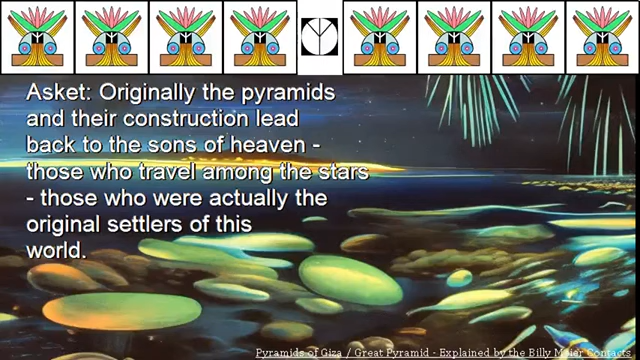 Asket: Originally the pyramids
and their construction lead
back to the sons of heaven -
those who travel among the stars
- those who were actually the
original settlers of this
world.
Pyramids of Giza / Great Pyramid - Explained by the Billy Meier Contacts